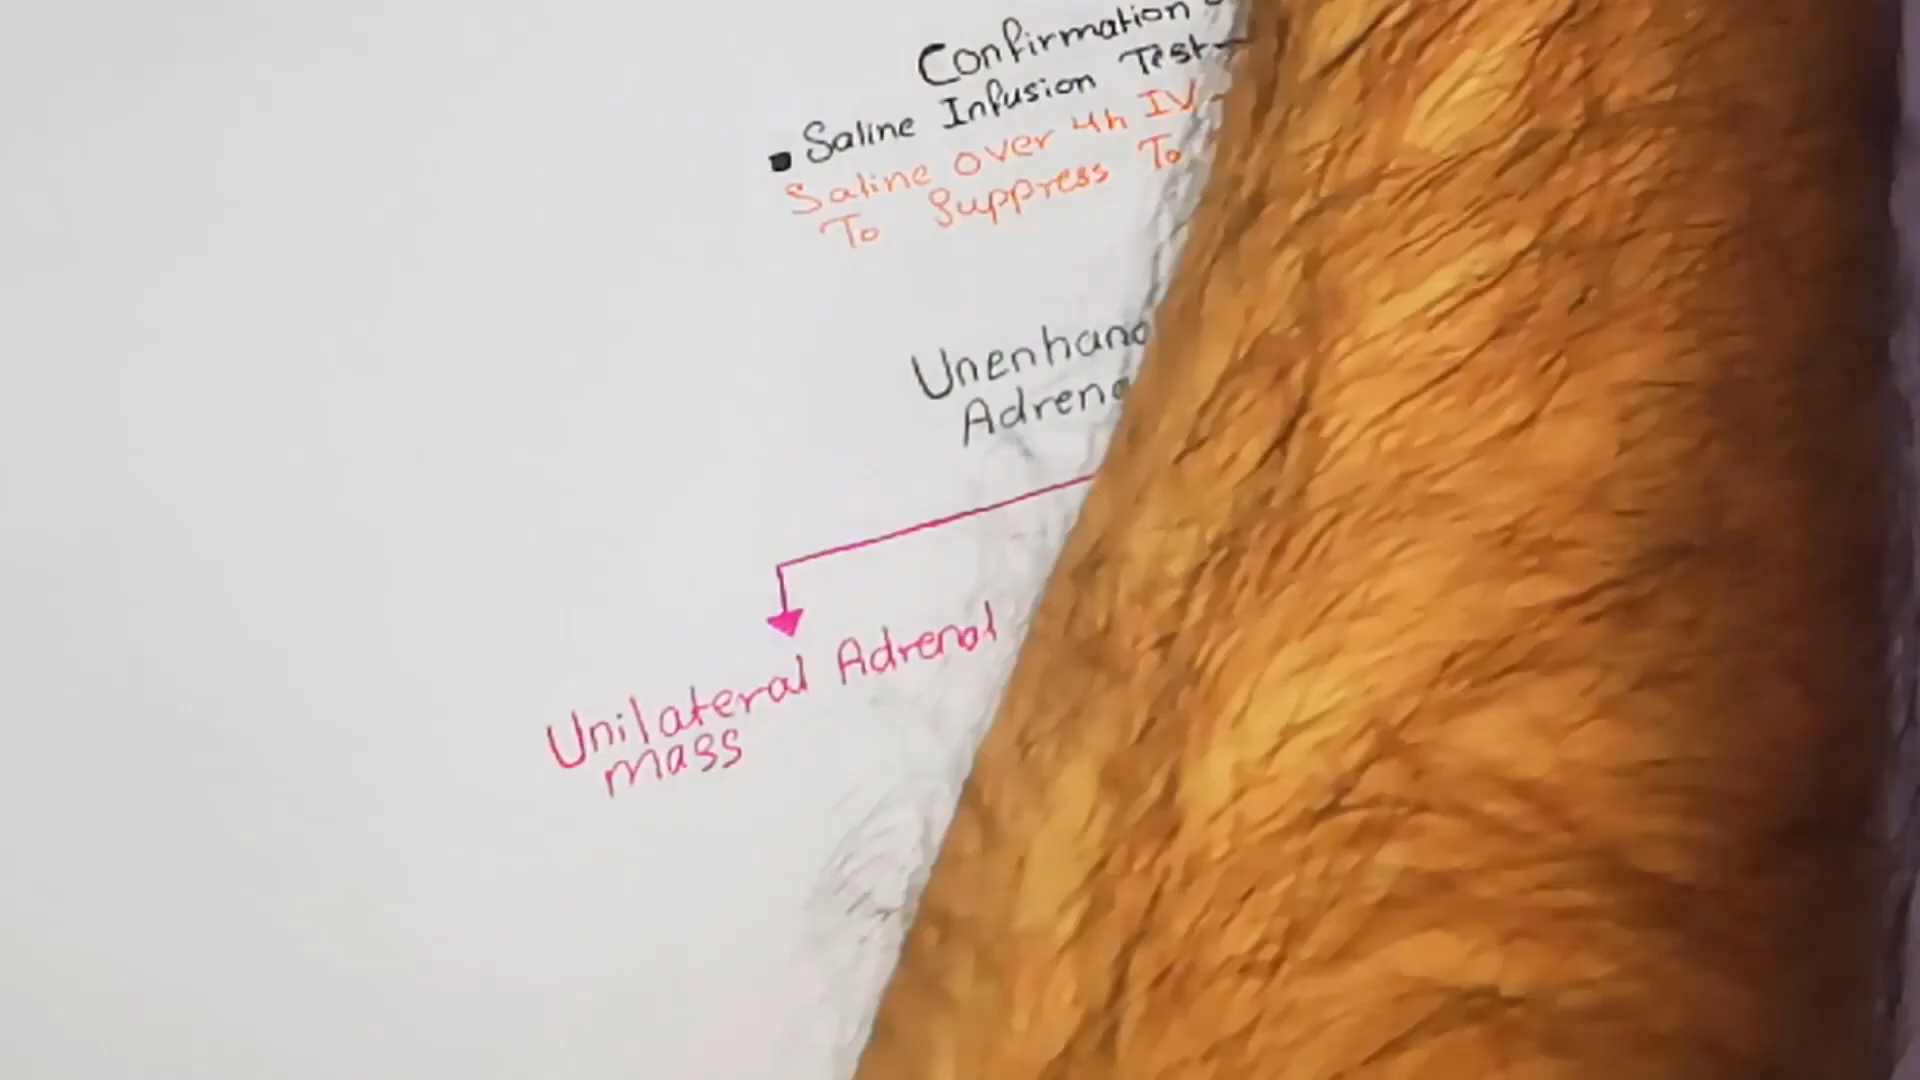 Confirmation
▪ Saline Infusion Test
Saline over 4h IV
To Suppress To
Unenhanc
Adrena
Unilateral Adrenal
mass